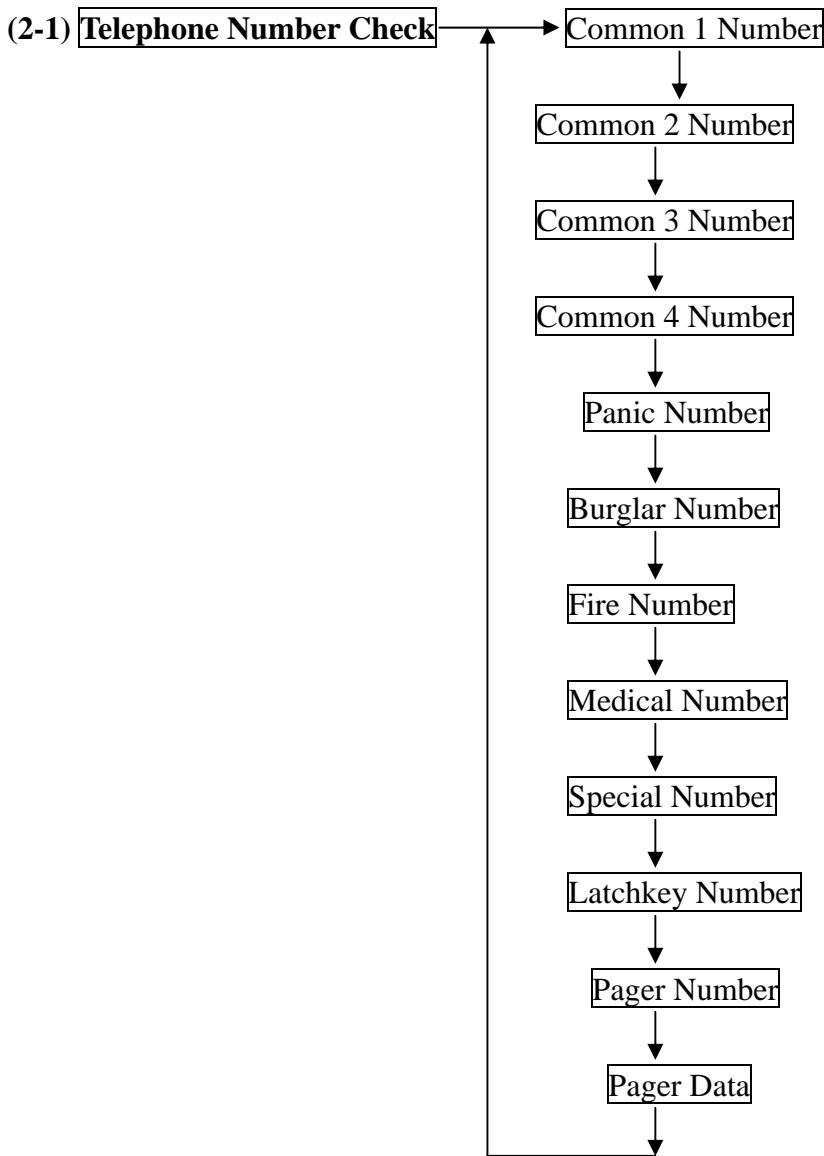 (2-1) Telephone Number Check Common 1 Number
Common 2 Number
Common 3 Number
Common 4 Number
Panic Number
Burglar Number
Fire Number
Medical Number
Special Number
Latchkey Number
Pager Number
Pager Data